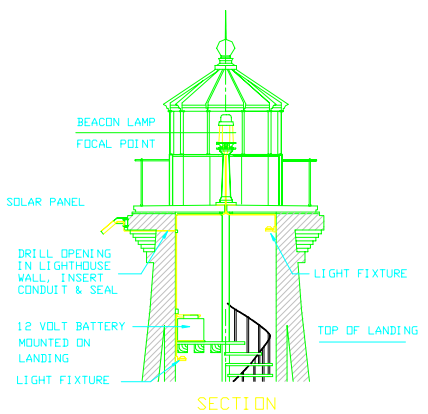 BEACON LAMP
FOCAL POINT
SOLAR PANEL
DRILL OPENING
IN LIGHTHOUSE
WALL, INSERT
CONDUIT & SEAL
LIGHT FIXTURE
12 VOLT BATTERY
MOUNTED ON
LANDING
TOP OF LANDING
LIGHT FIXTURE
SECTION